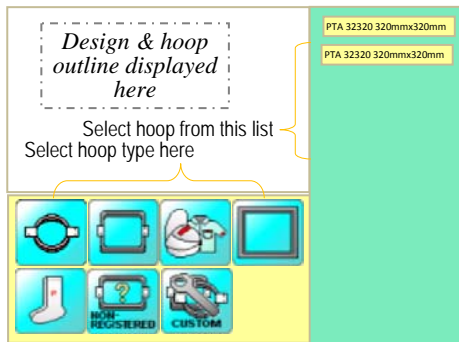 PTA 32320 320mmx320mm
PTA 32320 320mmx320mm
Design & hoop
outline displayed
here
Select hoop from this list
Select hoop type here
?
NON-
REGISTERED
CUSTOM